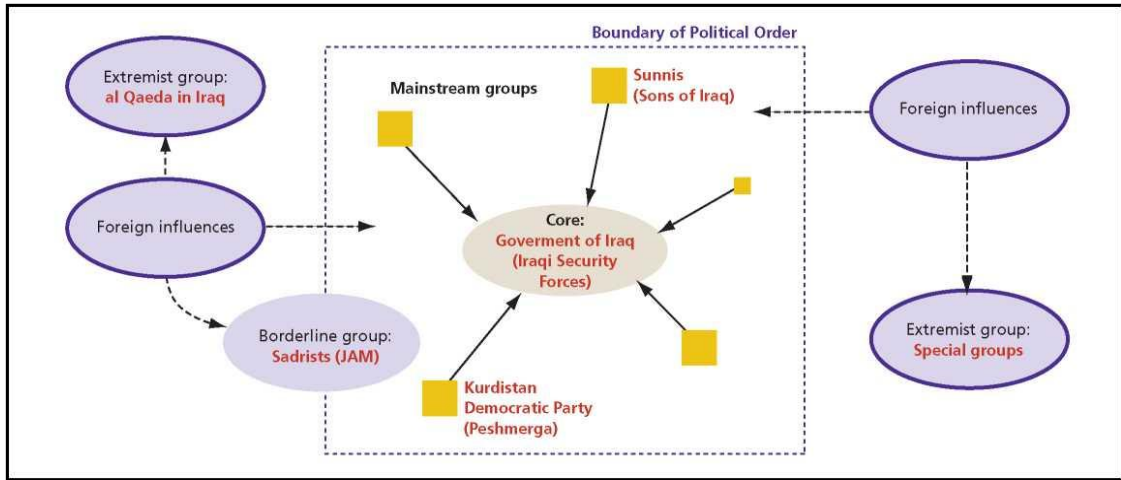 Boundary of Political Order
Extremist group:
al Qaeda in Iraq
Mainstream groups
Sunnis
(Sons of Iraq)
Foreign influences
Foreign influences
Core:
Goverment of Iraq
(Iraqi Security
Forces)
Borderline group:
Sadrists (JAM)
Extremist group:
Special groups
Kurdistan
Democratic Party
(Peshmerga)